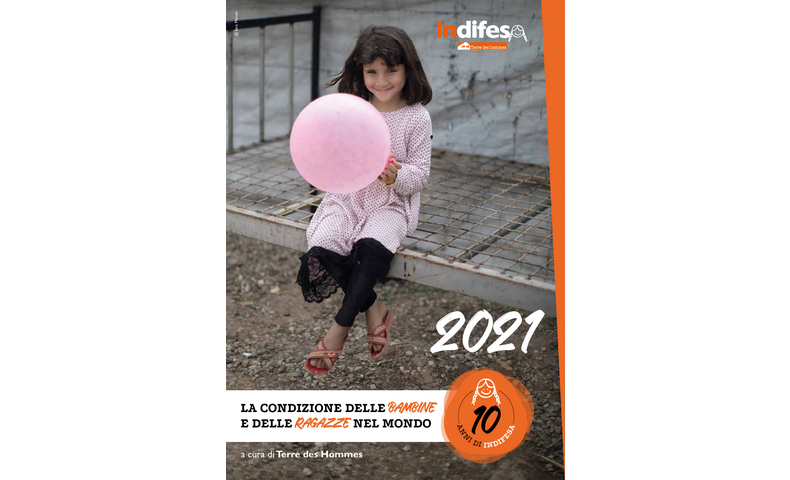 indifesa
Terre des hommes
2021
LA CONDIZIONE DELLE BAMBINE
E DELLE RAGAZZE NEL MONDO
10
ANNI DI INDIFESA
a cura di Terre des Hommes